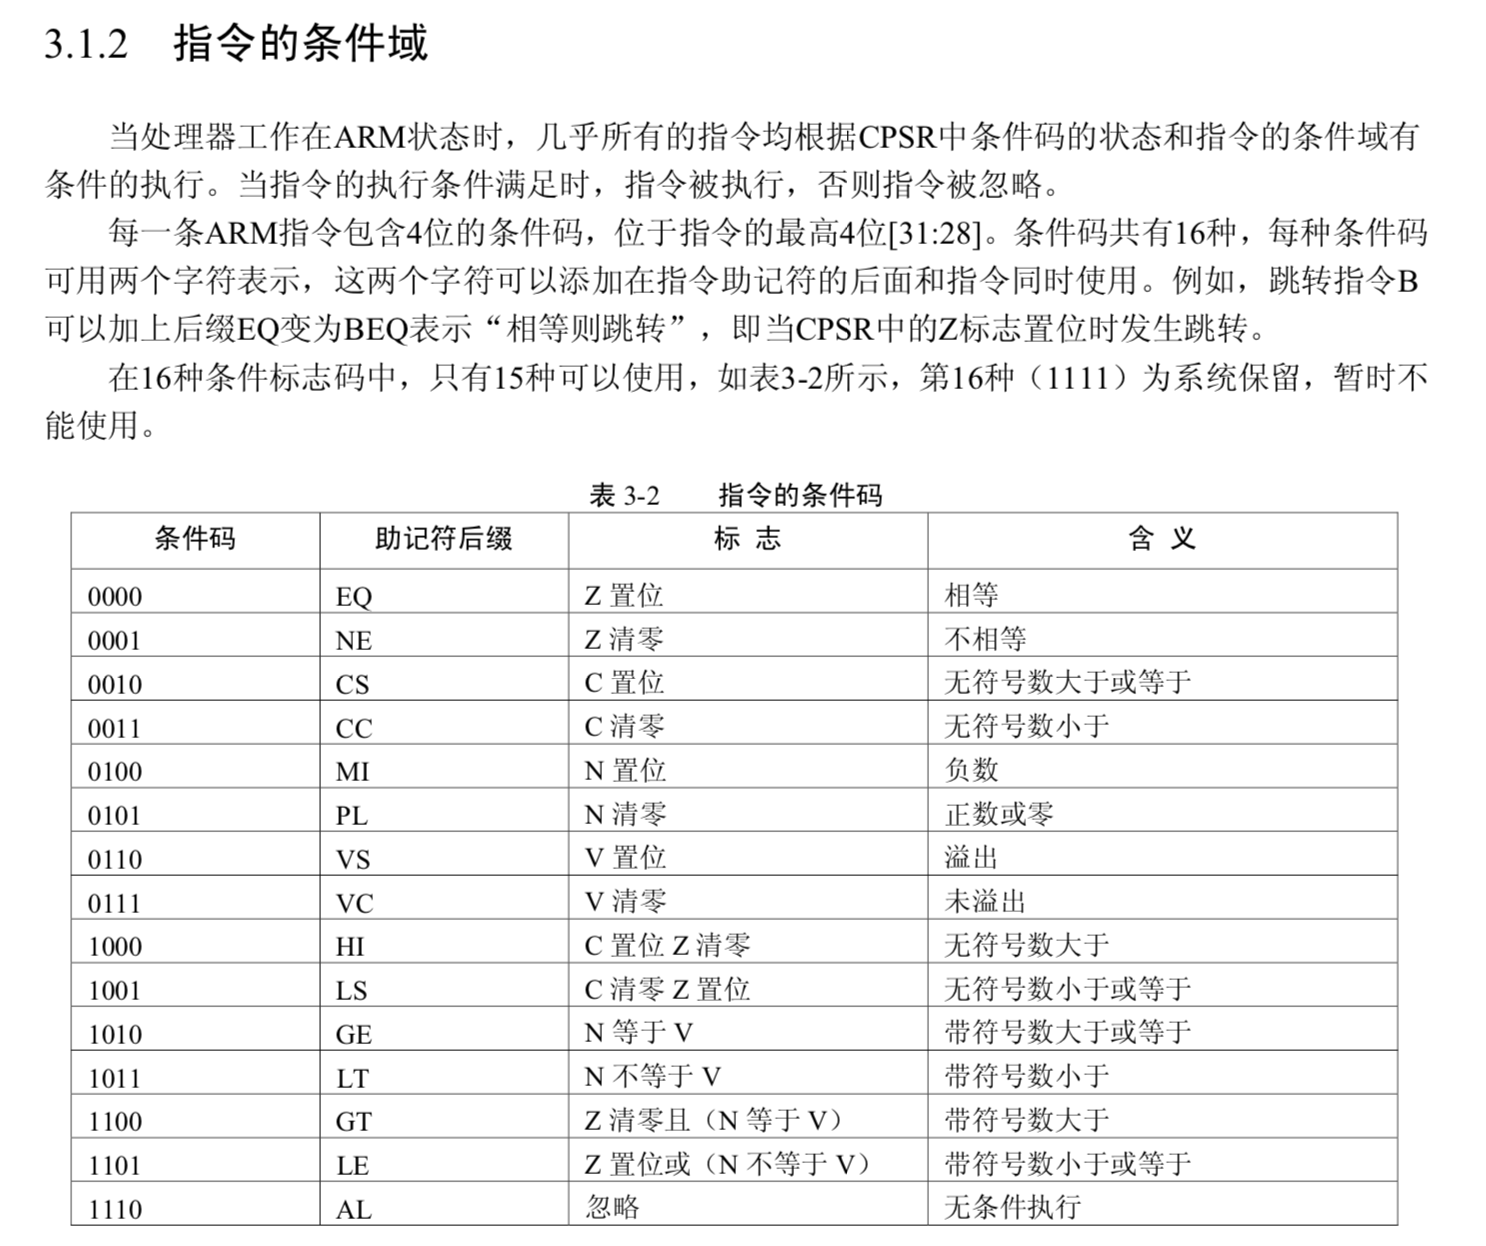 3.1.2 指令的条件域
当处理器工作在ARM状态时，几乎所有的指令均根据CPSR中条件码的状态和指令的条件域有
条件的执行。当指令的执行条件满足时，指令被执行，否则指令被忽略。
每一条ARM指令包含4位的条件码，位于指令的最高4位[31:28]。条件码共有16种，每种条件码
可用两个字符表示，这两个字符可以添加在指令助记符的后面和指令同时使用。例如，跳转指令B
可以加上后缀EQ变为BEQ表示“相等则跳转”，即当CPSR中的Z标志置位时发生跳转。
在16种条件标志码中，只有15种可以使用，如表3-2所示，第16种（1111）为系统保留，暂时不
能使用。
表 3-2 指令的条件码
条件码 助记符后缀 标 志 含 义
0000 EQ Z 置位 相等
0001 NE Z 清零 不相等
0010 CS C 置位 无符号数大于或等于
0011 CC C 清零 无符号数小于
0100 MI N 置位 负数
0101 PL N 清零 正数或零
0110 VS V 置位 溢出
0111 VC V 清零 未溢出
1000 HI C 置位 Z 清零 无符号数大于
1001 LS C 清零 Z 置位 无符号数小于或等于
1010 GE N 等于 V 带符号数大于或等于
1011 LT N 不等于 V 带符号数小于
1100 GT Z 清零且（N 等于 V） 带符号数大于
1101 LE Z 置位或（N 不等于 V） 带符号数小于或等于
1110 AL 忽略 无条件执行